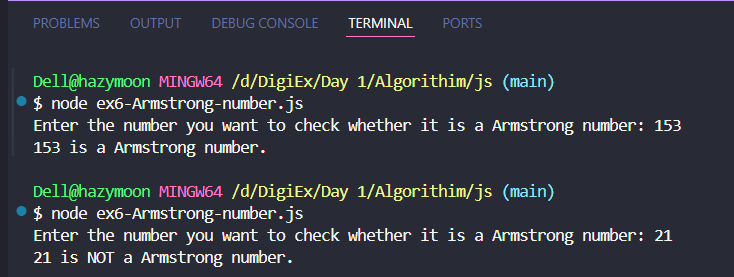 PROBLEMS OUTPUT DEBUG CONSOLE TERMINAL PORTS
Dell@hazymoon MINGW64 /d/DigiEx/Day 1/Algorithim/js (main)
$ node ex6-Armstrong-number.js
Enter the number you want to check whether it is a Armstrong number: 153
153 is a Armstrong number.
Dell@hazymoon MINGW64 /d/DigiEx/Day 1/Algorithim/js (main)
$ node ex6-Armstrong-number.js
Enter the number you want to check whether it is a Armstrong number: 21
21 is NOT a Armstrong number.